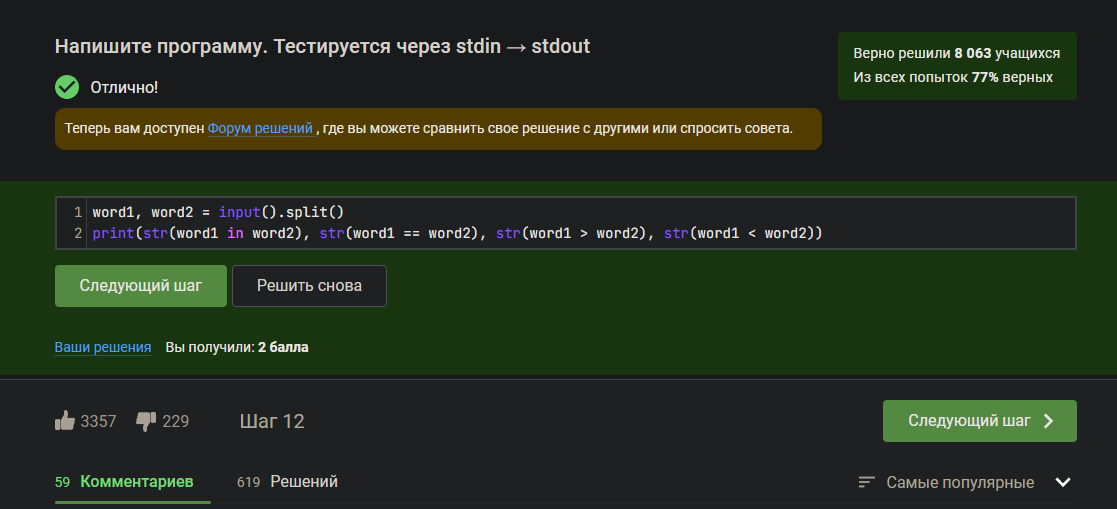 Напишите программу. Тестируется через stdin → stdout
Верно решили 8 063 учащихся
Из всех попыток 77% верных
Отлично!
Теперь вам доступен Форум решений , где вы можете сравнить свое решение с другими или спросить совета.
1 word1, word2 = input().split()
2 print(str(word1 in word2), str(word1 == word2), str(word1 > word2), str(word1 < word2))
Следующий шаг Решить снова
Ваши решения Вы получили: 2 балла
3357 229 Шаг 12 Следующий шаг
59 Комментариев 619 Решений Самые популярные